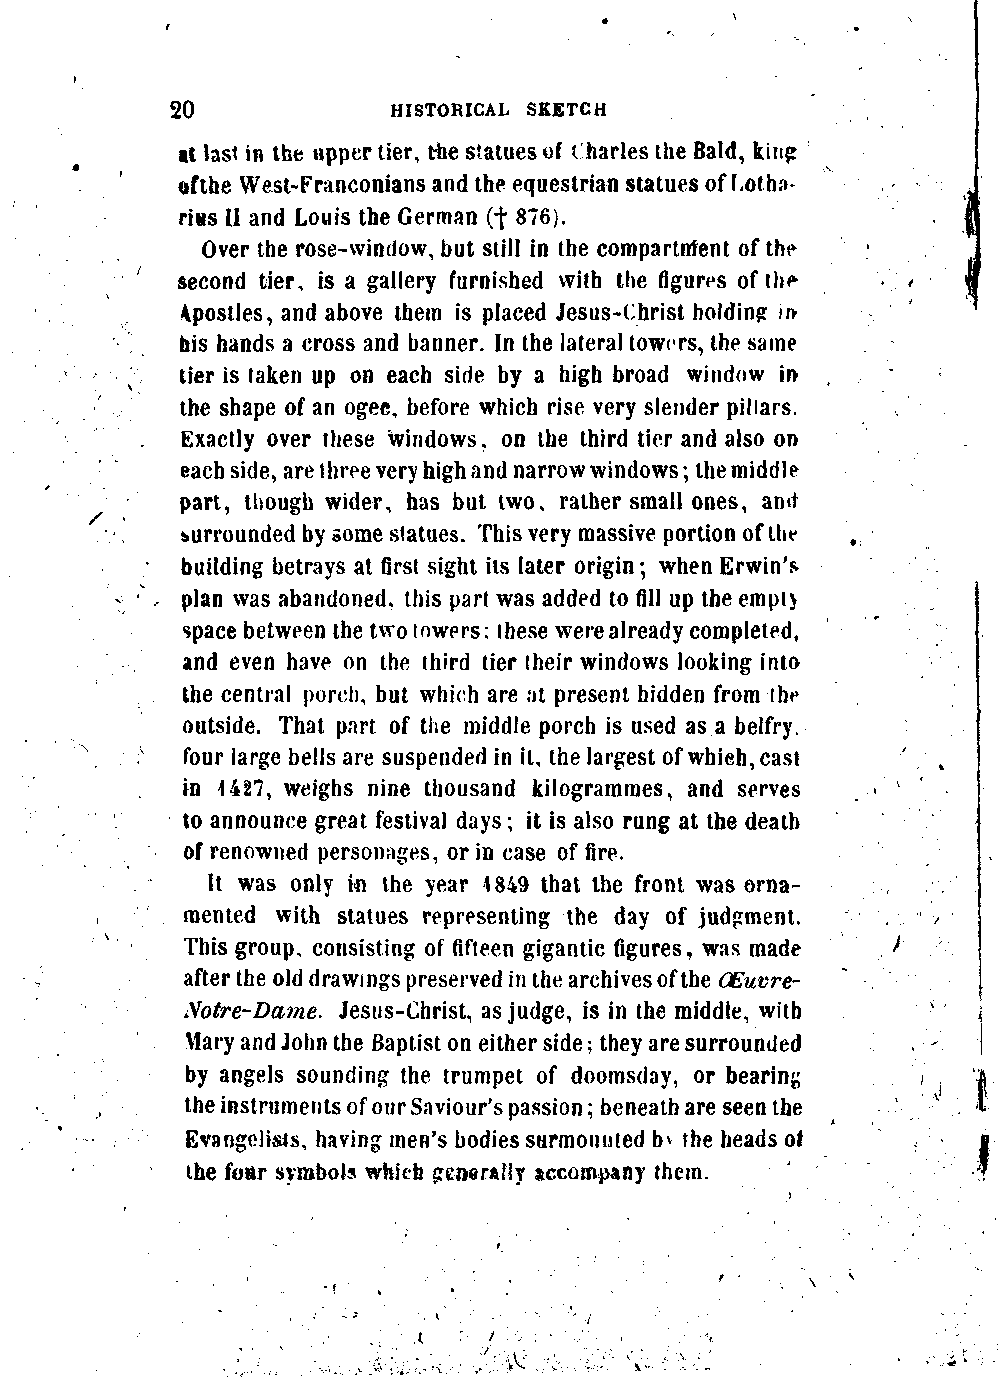 20 HISTORICAL SKETCH
at last in the upper tier, the statues of Charles the Bald, king
of the West-Franconians and the equestrian statues of Lotha-
rius II and Louis the German († 876).
Over the rose-window, but still in the compartment of the
second tier, is a gallery furnished with the figures of the
Apostles, and above them is placed Jesus-Christ holding in
his hands a cross and banner. In the lateral towers, the same
tier is taken up on each side by a high broad window in
the shape of an ogee, before which rise very slender pillars.
Exactly over these windows, on the third tier and also on
each side, are three very high and narrow windows; the middle
part, though wider, has but two, rather small ones, and
surrounded by some statues. This very massive portion of the
building betrays at first sight its later origin; when Erwin's
plan was abandoned, this part was added to fill up the empty
space between the two towers: these were already completed,
and even have on the third tier their windows looking into
the central porch, but which are at present hidden from the
outside. That part of the middle porch is used as a belfry,
four large bells are suspended in it, the largest of which, cast
in 1427, weighs nine thousand kilogrammes, and serves
to announce great festival days; it is also rung at the death
of renowned personages, or in case of fire.
It was only in the year 1849 that the front was orna-
mented with statues representing the day of judgment.
This group, consisting of fifteen gigantic figures, was made
after the old drawings preserved in the archives of the Œuvre-
Notre-Dame. Jesus-Christ, as judge, is in the middle, with
Mary and John the Baptist on either side; they are surrounded
by angels sounding the trumpet of doomsday, or bearing
the instruments of our Saviour's passion; beneath are seen the
Evangelists, having men's bodies surmounted by the heads of
the four symbols which generally accompany them.